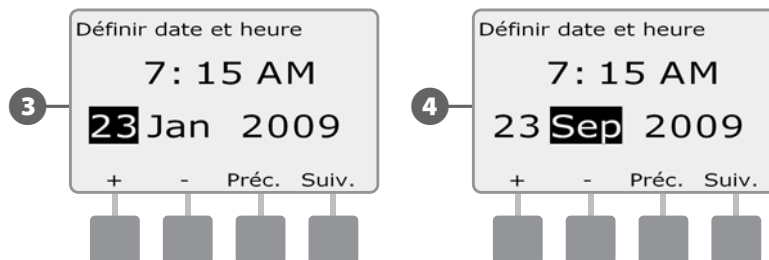 3
Définir date et heure
7: 15 AM
23 Jan 2009
+ - Préc. Suiv.
4
Définir date et heure
7: 15 AM
23 Sep 2009
+ - Préc. Suiv.